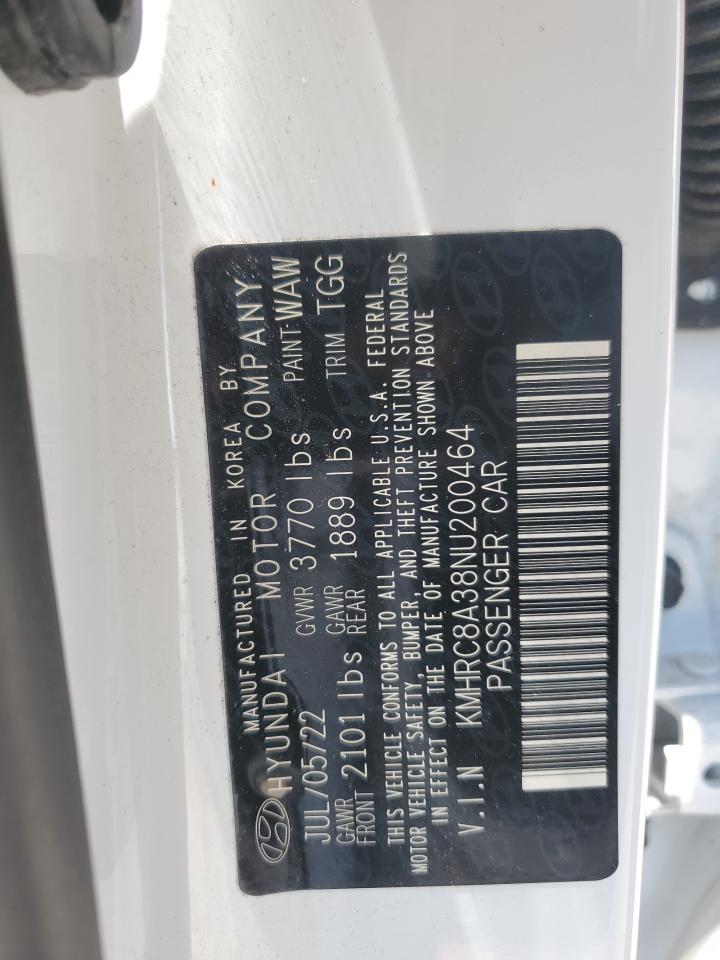 MANUFACTURED IN KOREA BY
HYUNDAI MOTOR COMPANY
JUL/05/22 GVWR 3770 lbs PAINT WAW
GAWR FRONT 2101 lbs GAWR REAR 1889 lbs TRIM TGG
THIS VEHICLE CONFORMS TO ALL APPLICABLE U.S.A. FEDERAL
MOTOR VEHICLE SAFETY, BUMPER, AND THEFT PREVENTION STANDARDS
IN EFFECT ON THE DATE OF MANUFACTURE SHOWN ABOVE
V.I.N KMHRC8A38NU200464
PASSENGER CAR